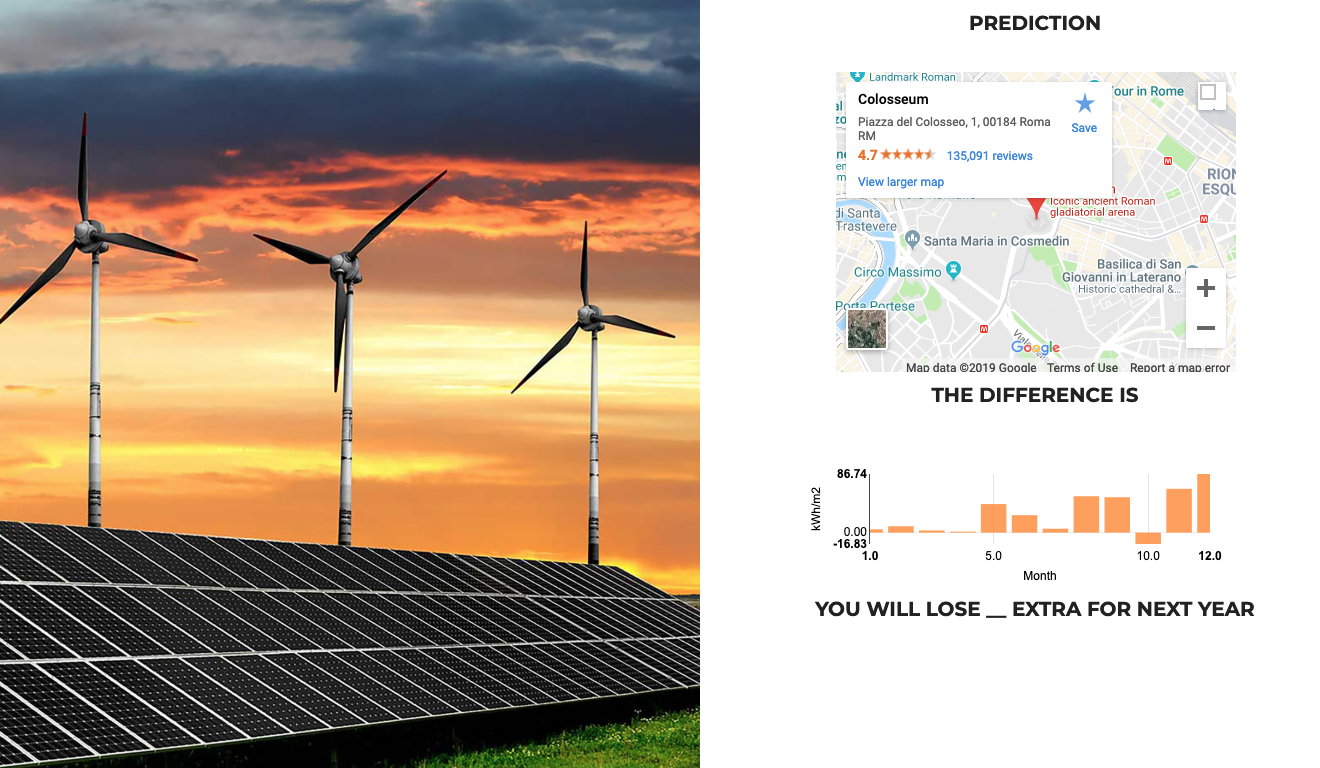 PREDICTION
Landmark Roman
Tour in Rome
Colosseum
Piazza del Colosseo, 1, 00184 Roma
RM
Save
4.7
135,091 reviews
View larger map
RION
ESQU
Iconic ancient Roman
gladiatorial arena
di Santa
Trastevere
Santa Maria in Cosmedin
Circo Massimo
Basilica di San
Giovanni in Laterano
Historic cathedral &...
Porta Portese
Google
Map data ©2019 Google Terms of Use Report a map error
THE DIFFERENCE IS
86.74
kWh/m2
0.00
-16.83
1.0 5.0 10.0 12.0
Month
YOU WILL LOSE __ EXTRA FOR NEXT YEAR